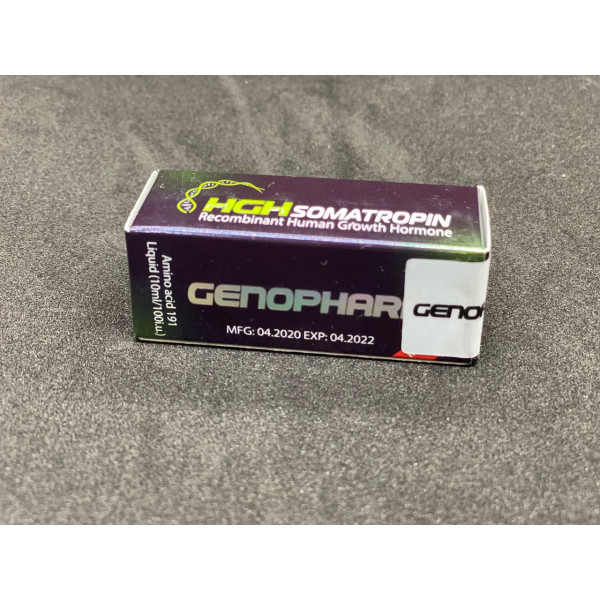 HGH SOMATROPIN
Recombinant Human Growth Hormone
Amino acid 191
Liquid (10ml/100i.u.)
GENOPHAR
GENO
MFG: 04.2020 EXP: 04.2022